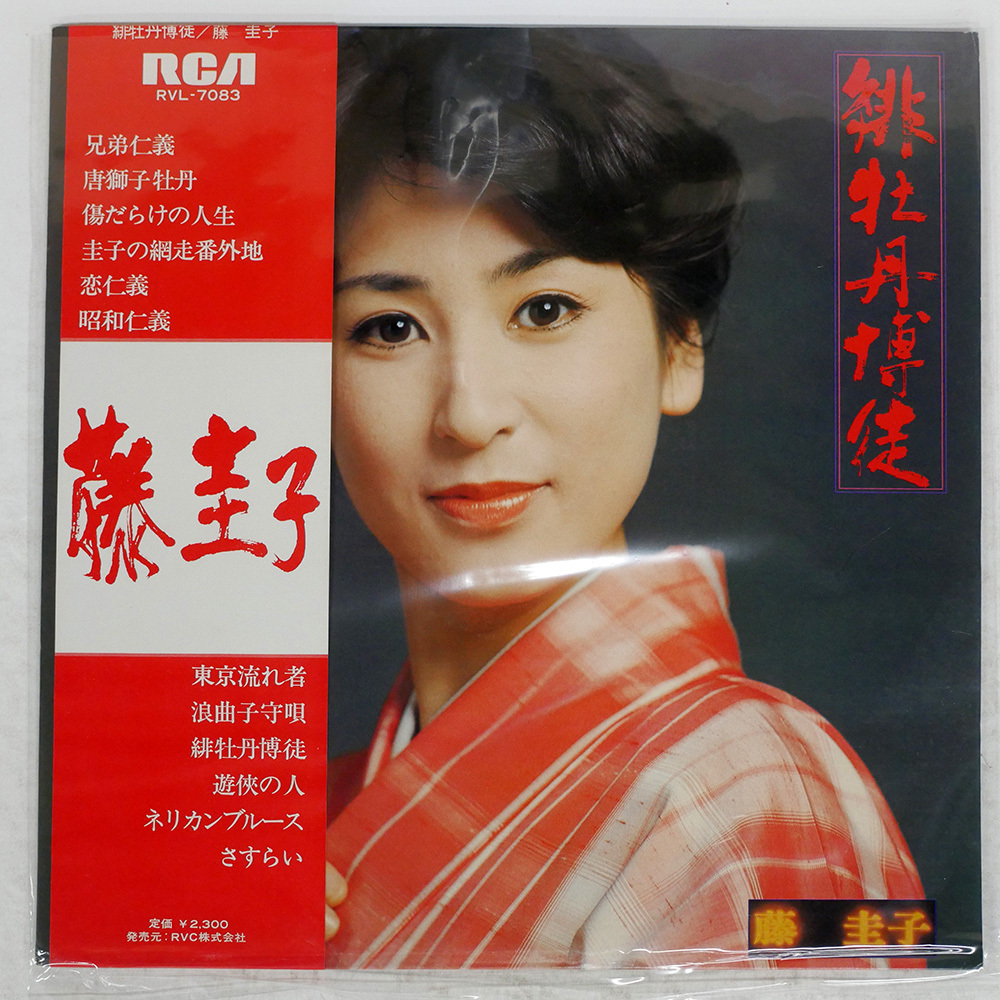 緋牡丹博徒／藤 圭子
RCA
RVL-7083
兄弟仁義
唐獅子牡丹
傷だらけの人生
圭子の網走番外地
恋仁義
昭和仁義
藤圭子
東京流れ者
浪曲子守唄
緋牡丹博徒
遊俠の人
ネリカンブルース
さすらい
定価 ￥2,300
発売元：RVC株式会社
緋牡丹博徒
藤 圭子